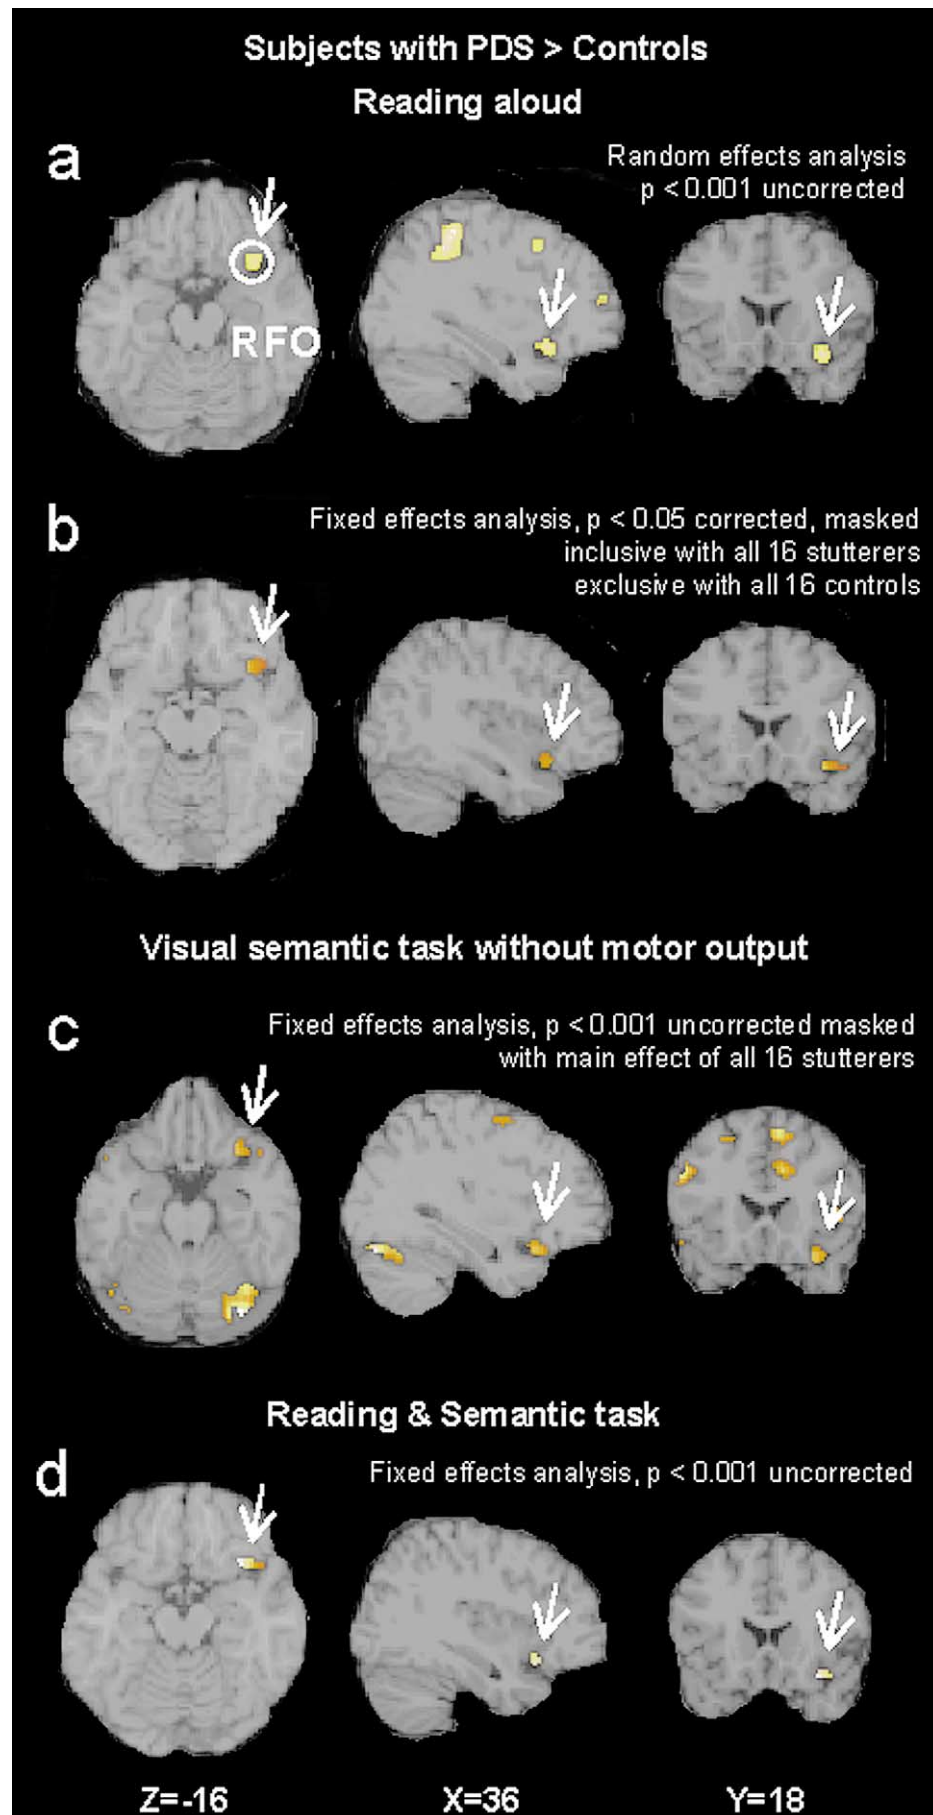 Subjects with PDS > Controls
Reading aloud
a
Random effects analysis
p < 0.001 uncorrected
RFO
b
Fixed effects analysis, p < 0.05 corrected, masked
inclusive with all 16 stutterers
exclusive with all 16 controls
Visual semantic task without motor output
c
Fixed effects analysis, p < 0.001 uncorrected masked
with main effect of all 16 stutterers
Reading & Semantic task
d
Fixed effects analysis, p < 0.001 uncorrected
Z=-16 X=36 Y=18